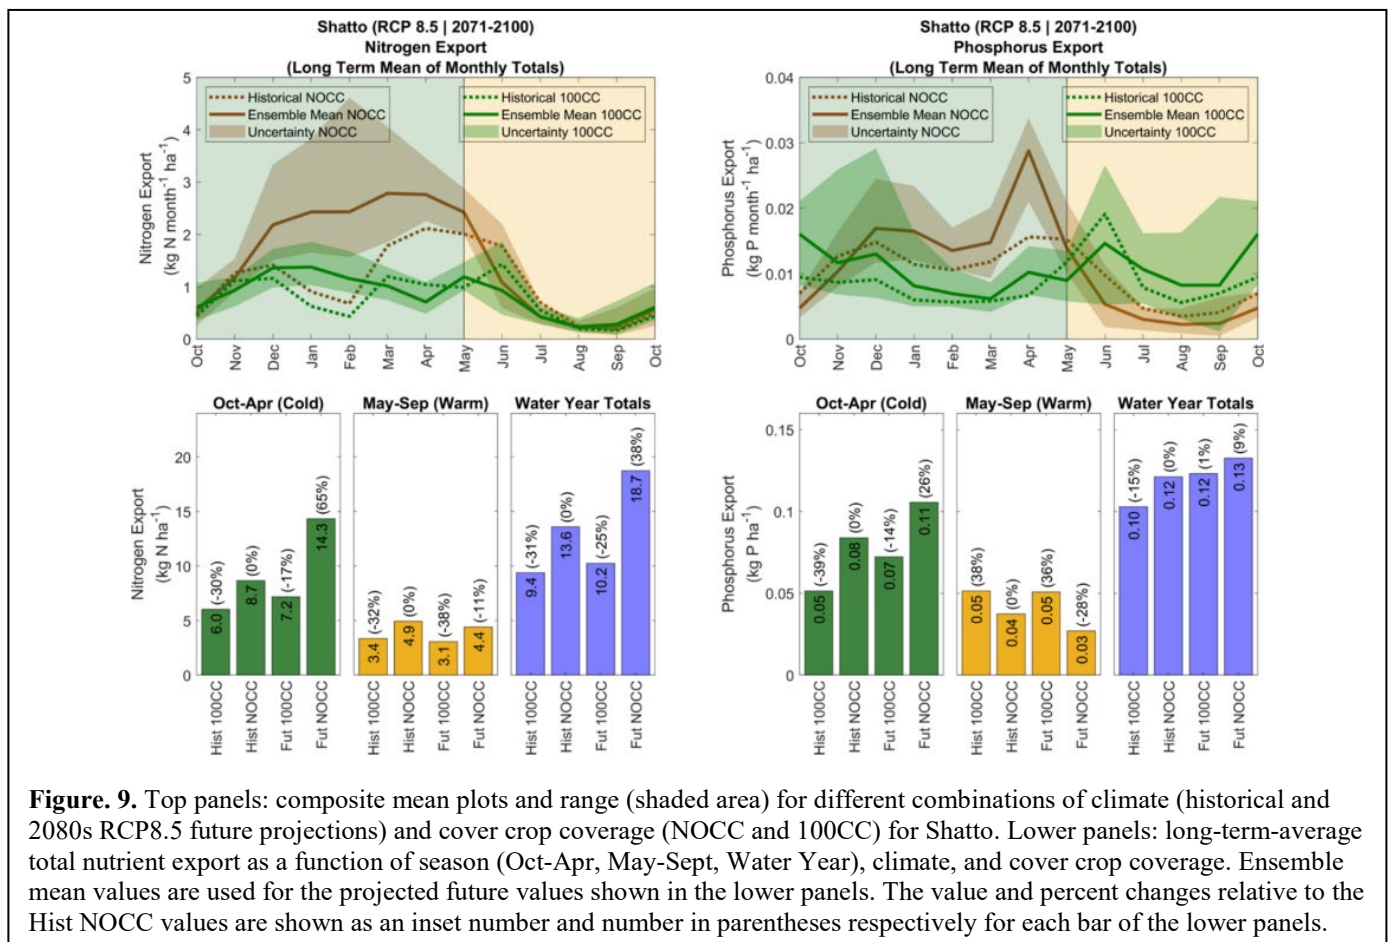 Shatto (RCP 8.5 | 2071-2100)
Nitrogen Export
(Long Term Mean of Monthly Totals)
5
4
3
2
1
0
Nitrogen Export
(kg N month⁻¹ ha⁻¹)
Historical NOCC
Ensemble Mean NOCC
Uncertainty NOCC
Historical 100CC
Ensemble Mean 100CC
Uncertainty 100CC
Oct
Nov
Dec
Jan
Feb
Mar
Apr
May
Jun
Jul
Aug
Sep
Oct
Shatto (RCP 8.5 | 2071-2100)
Phosphorus Export
(Long Term Mean of Monthly Totals)
0.04
0.03
0.02
0.01
0
Phosphorus Export
(kg P month⁻¹ ha⁻¹)
Historical NOCC
Ensemble Mean NOCC
Uncertainty NOCC
Historical 100CC
Ensemble Mean 100CC
Uncertainty 100CC
Oct
Nov
Dec
Jan
Feb
Mar
Apr
May
Jun
Jul
Aug
Sep
Oct
Nitrogen Export
(kg N ha⁻¹)
20
15
10
5
0
Oct-Apr (Cold)
6.0 (-30%)
8.7 (0%)
7.2 (-17%)
14.3 (65%)
Hist 100CC
Hist NOCC
Fut 100CC
Fut NOCC
May-Sep (Warm)
3.4 (-32%)
4.9 (0%)
3.1 (-38%)
4.4 (-11%)
Hist 100CC
Hist NOCC
Fut 100CC
Fut NOCC
Water Year Totals
9.4 (-31%)
13.6 (0%)
10.2 (-25%)
18.7 (38%)
Hist 100CC
Hist NOCC
Fut 100CC
Fut NOCC
Phosphorus Export
(kg P ha⁻¹)
0.15
0.1
0.05
0
Oct-Apr (Cold)
0.05 (-39%)
0.08 (0%)
0.07 (-14%)
0.11 (26%)
Hist 100CC
Hist NOCC
Fut 100CC
Fut NOCC
May-Sep (Warm)
0.05 (38%)
0.04 (0%)
0.05 (36%)
0.03 (-28%)
Hist 100CC
Hist NOCC
Fut 100CC
Fut NOCC
Water Year Totals
0.10 (-15%)
0.12 (0%)
0.12 (1%)
0.13 (9%)
Hist 100CC
Hist NOCC
Fut 100CC
Fut NOCC
Figure. 9. Top panels: composite mean plots and range (shaded area) for different combinations of climate (historical and
2080s RCP8.5 future projections) and cover crop coverage (NOCC and 100CC) for Shatto. Lower panels: long-term-average
total nutrient export as a function of season (Oct-Apr, May-Sept, Water Year), climate, and cover crop coverage. Ensemble
mean values are used for the projected future values shown in the lower panels. The value and percent changes relative to the
Hist NOCC values are shown as an inset number and number in parentheses respectively for each bar of the lower panels.